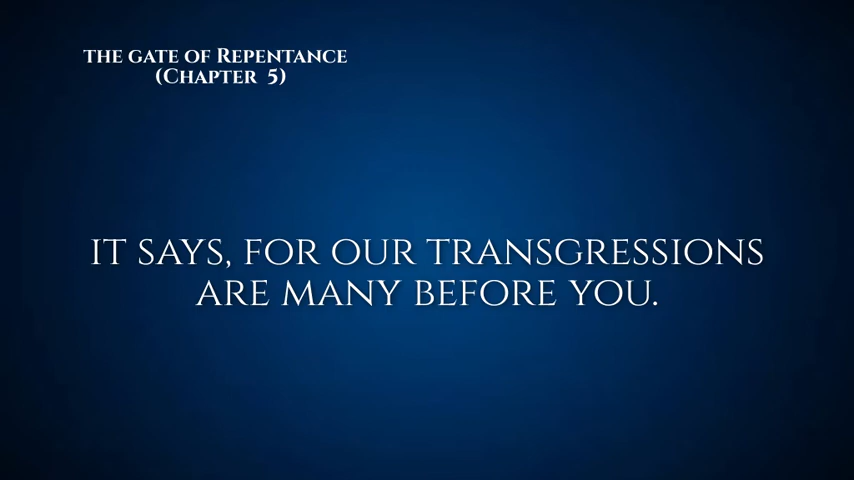 THE GATE OF REPENTANCE
(CHAPTER 5)
IT SAYS, FOR OUR TRANSGRESSIONS
ARE MANY BEFORE YOU.